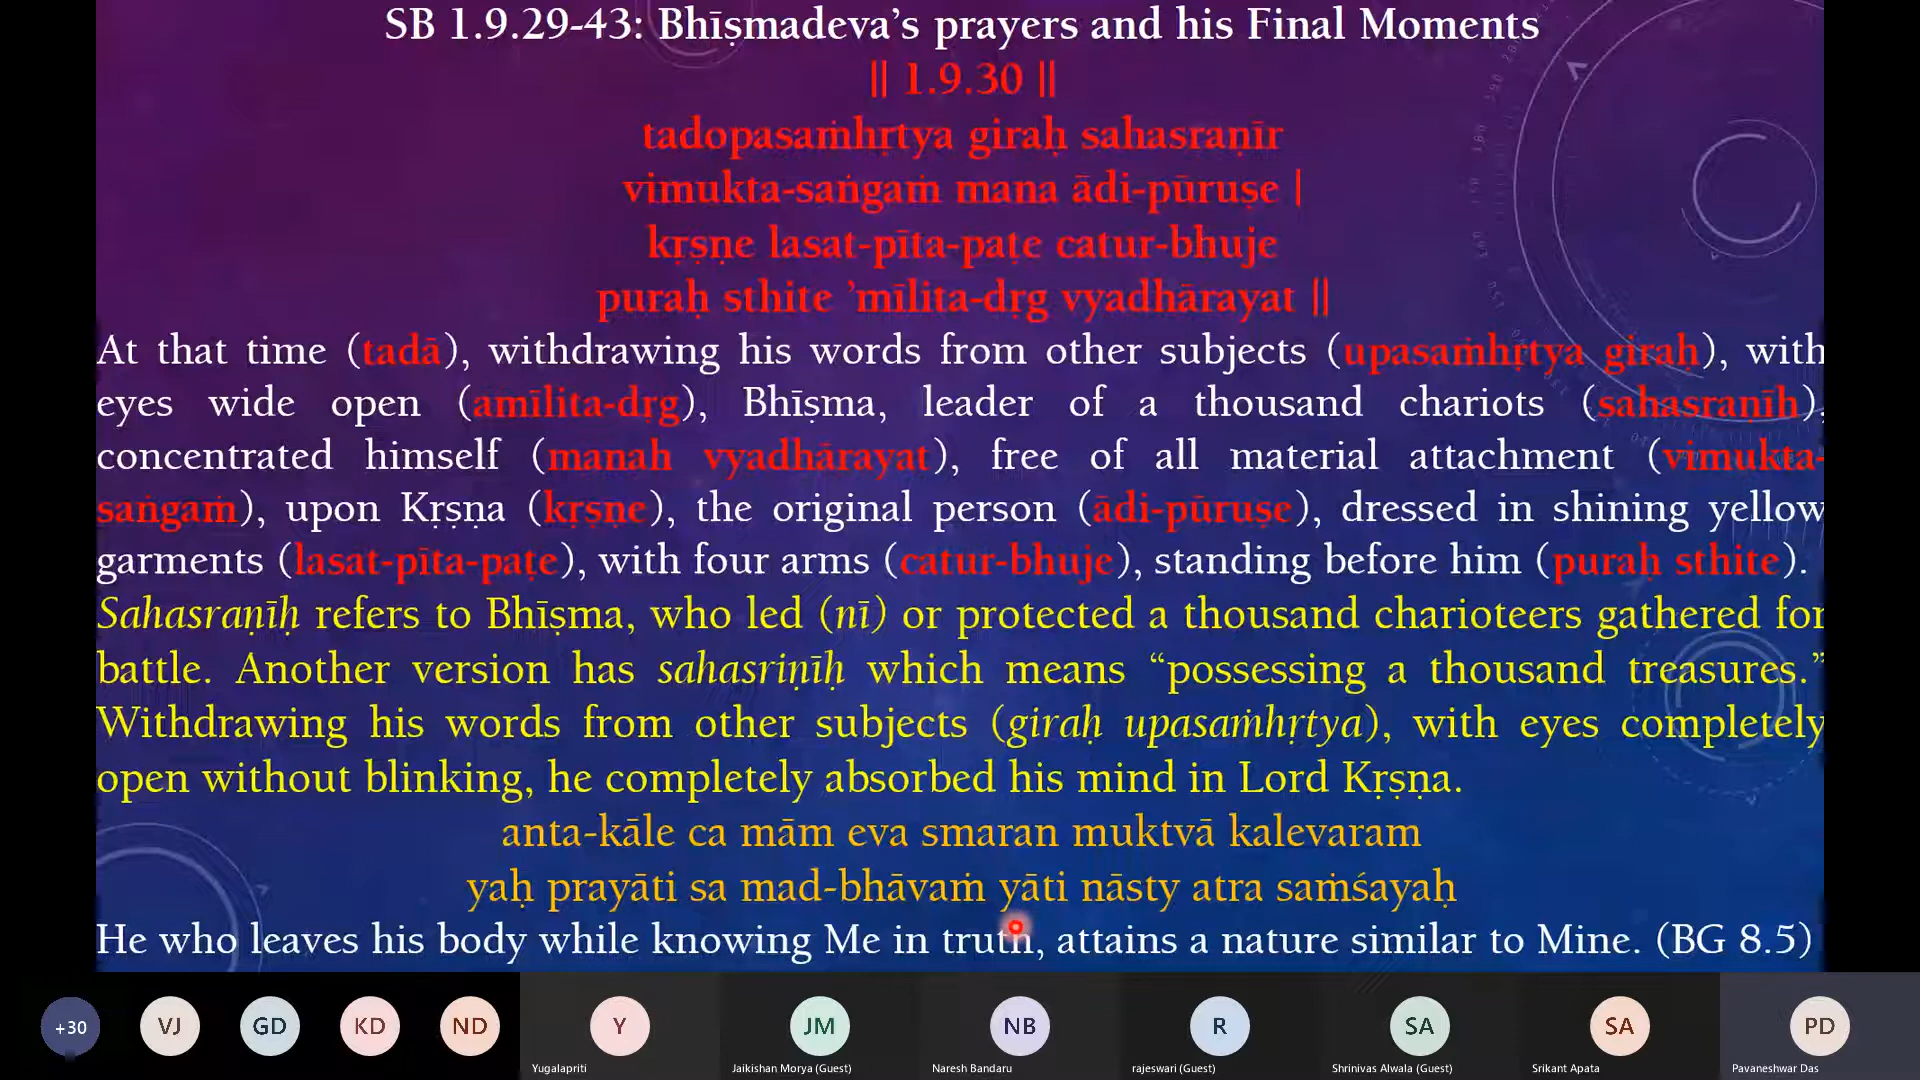 SB 1.9.29-43: Bhīṣmadeva’s prayers and his Final Moments
|| 1.9.30 ||
tadopasaṁhṛtya giraḥ sahasraṇīr
vimukta-saṅgaṁ mana ādi-pūruṣe |
kṛṣṇe lasat-pīta-paṭe catur-bhuje
puraḥ sthite ’mīlita-dṛg vyadhārayat ||
At that time (tadā), withdrawing his words from other subjects (upasaṁhṛtya giraḥ), with
eyes wide open (amīlita-dṛg), Bhīṣma, leader of a thousand chariots (sahasraṇīḥ),
concentrated himself (manaḥ vyadhārayat), free of all material attachment (vimukta-
saṅgaṁ), upon Kṛṣṇa (kṛṣṇe), the original person (ādi-pūruṣe), dressed in shining yellow
garments (lasat-pīta-paṭe), with four arms (catur-bhuje), standing before him (puraḥ sthite).
Sahasraṇīḥ refers to Bhīṣma, who led (nī) or protected a thousand charioteers gathered for
battle. Another version has sahasriṇīḥ which means “possessing a thousand treasures.”
Withdrawing his words from other subjects (giraḥ upasaṁhṛtya), with eyes completely
open without blinking, he completely absorbed his mind in Lord Kṛṣṇa.
anta-kāle ca mām eva smaran muktvā kalevaram
yaḥ prayāti sa mad-bhāvaṁ yāti nāsty atra saṁśayaḥ
He who leaves his body while knowing Me in truth, attains a nature similar to Mine. (BG 8.5)
+30 VJ GD KD ND Y JM NB R SA SA PD
Yugalapriti Jaikishan Morya (Guest) Naresh Bandaru rajeswari (Guest) Shrinivas Alwala (Guest) Srikant Apata Pavaneshwar Das